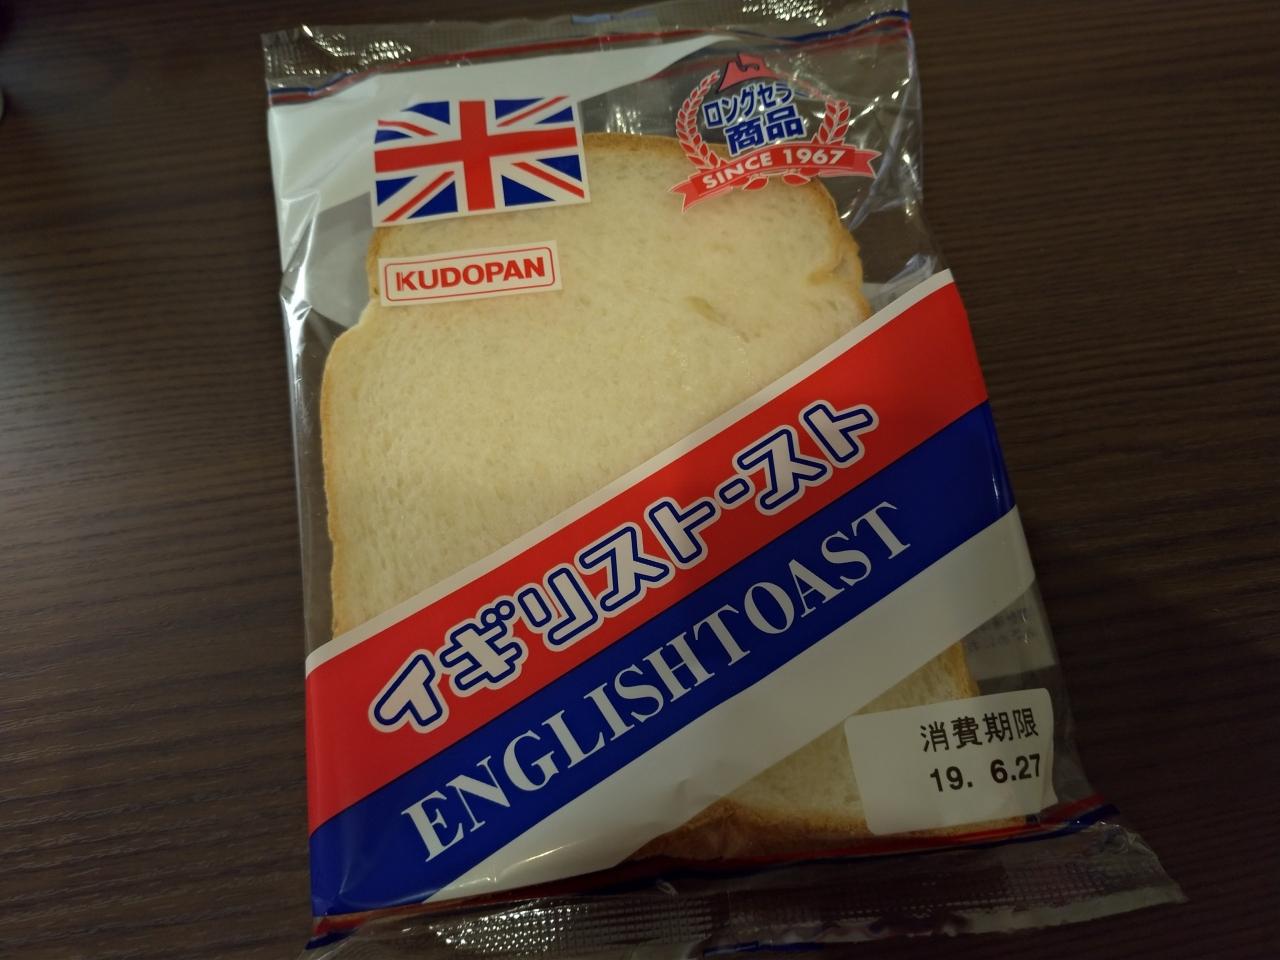 ロングセラー
商品
SINCE 1967
KUDOPAN
イギリストースト
ENGLISHTOAST
消費期限
19. 6.27